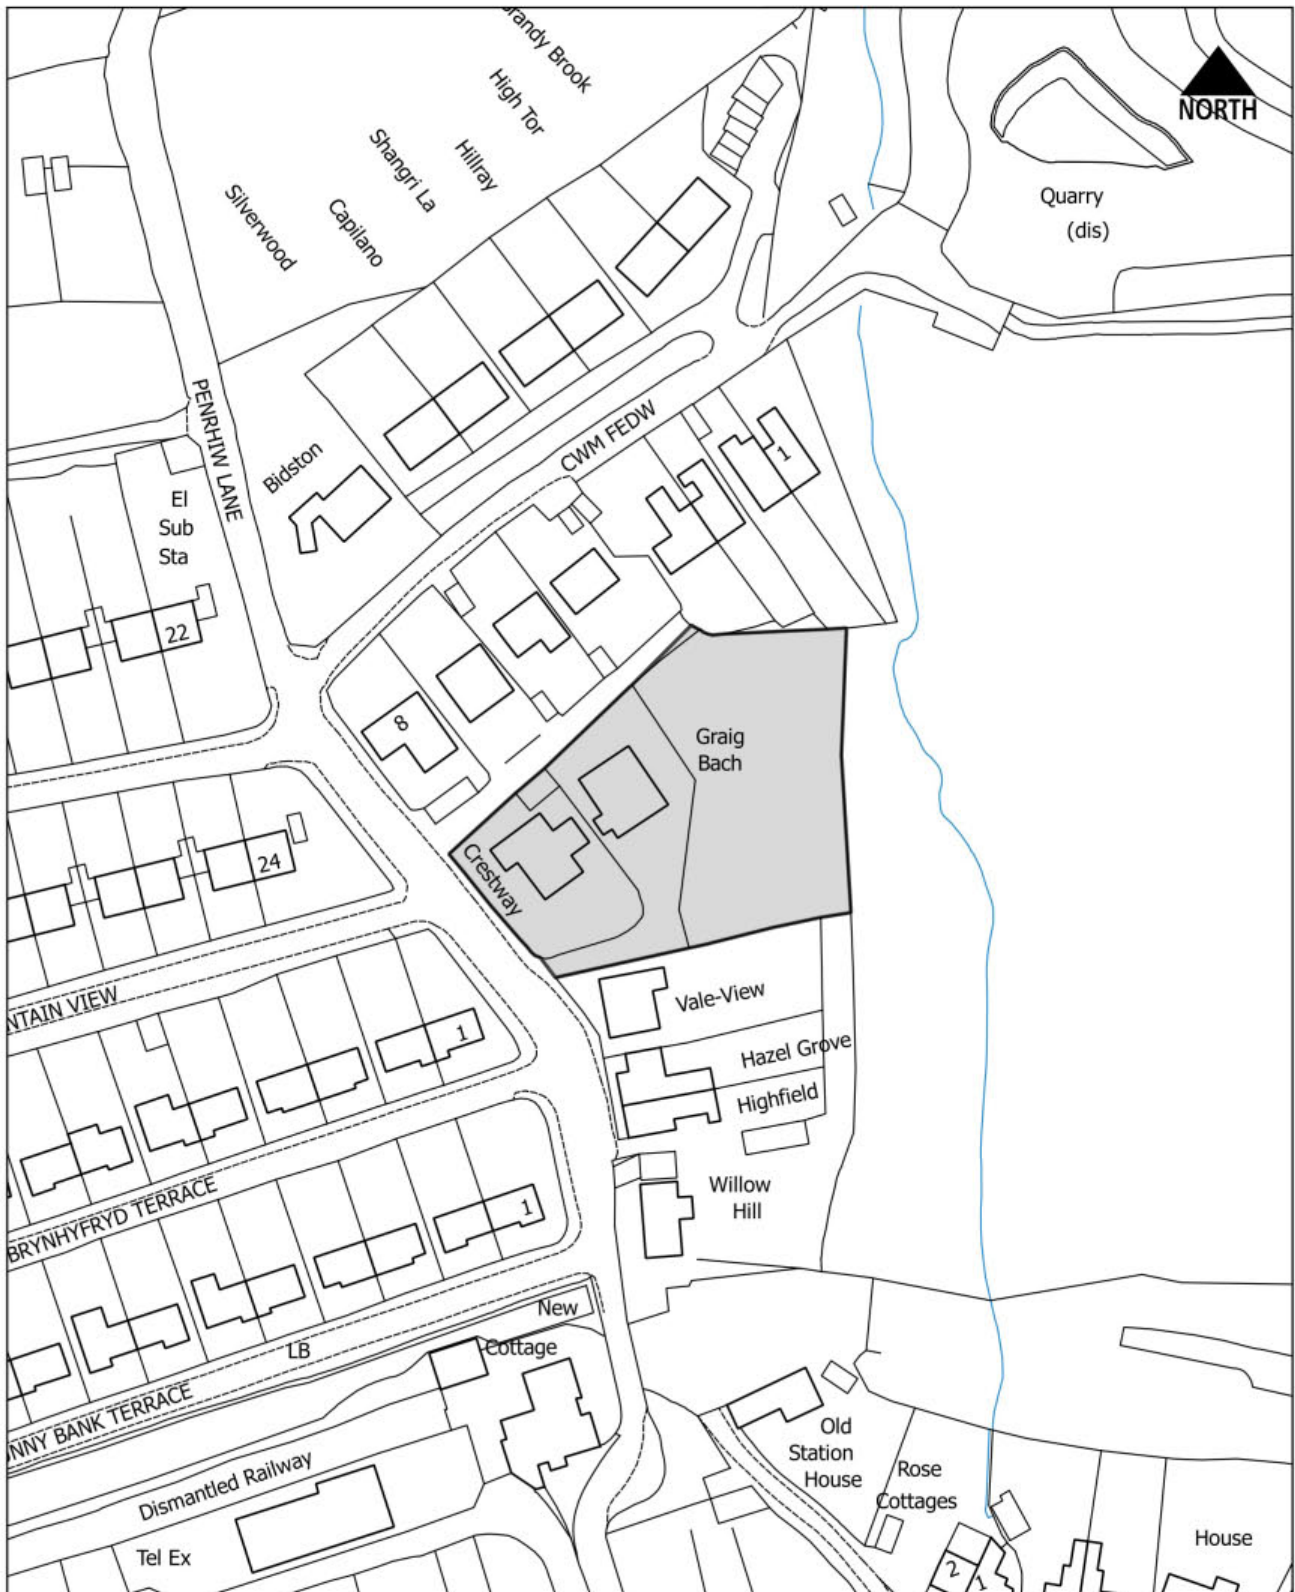 Brook
High Tor
Hillray
Shangri La
Capilano
Silverwood
NORTH
Quarry
(dis)
PENRHIW LANE
Bidston
CWM FEDW
El
Sub
Sta
1
22
8
Graig
Bach
Crestway
24
NTAIN VIEW
Vale-View
1
Hazel Grove
Highfield
BRYNHYFRYD TERRACE
Willow
Hill
1
New
Cottage
LB
NNY BANK TERRACE
Old
Station
House
Rose
Cottages
Dismantled Railway
Tel Ex
House
2
1